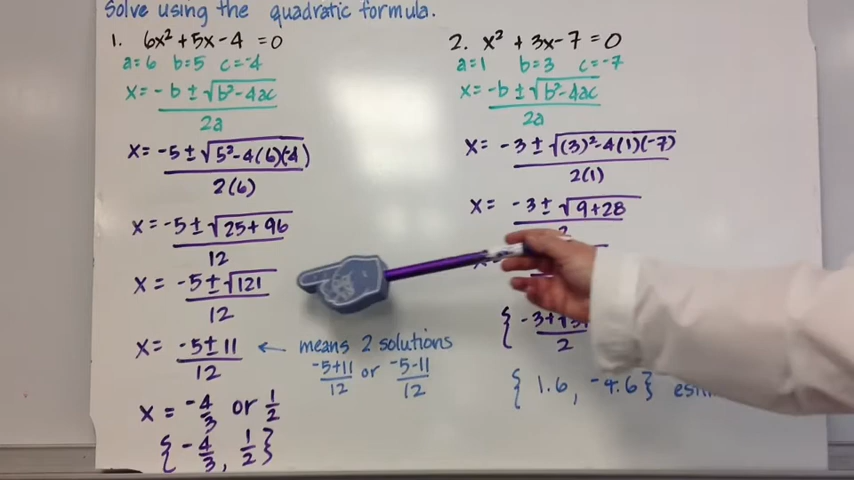 Solve using the quadratic formula.
1. 6x² + 5x - 4 = 0
a=6 b=5 c=-4
x = -b ± √b²-4ac
2a
x = -5 ± √5²-4(6)(-4)
2(6)
x = -5 ± √25+96
12
x = -5 ± √121
12
x = -5 ± 11
12
← means 2 solutions
-5+11 or -5-11
12 12
x = -4/3 or 1/2
{-4/3, 1/2}
2. x² + 3x - 7 = 0
a=1 b=3 c=-7
x = -b ± √b²-4ac
2a
x = -3 ± √(3)²-4(1)(-7)
2(1)
x = -3 ± √9+28
{ -3+√3
2
{ 1.6, -4.6 }